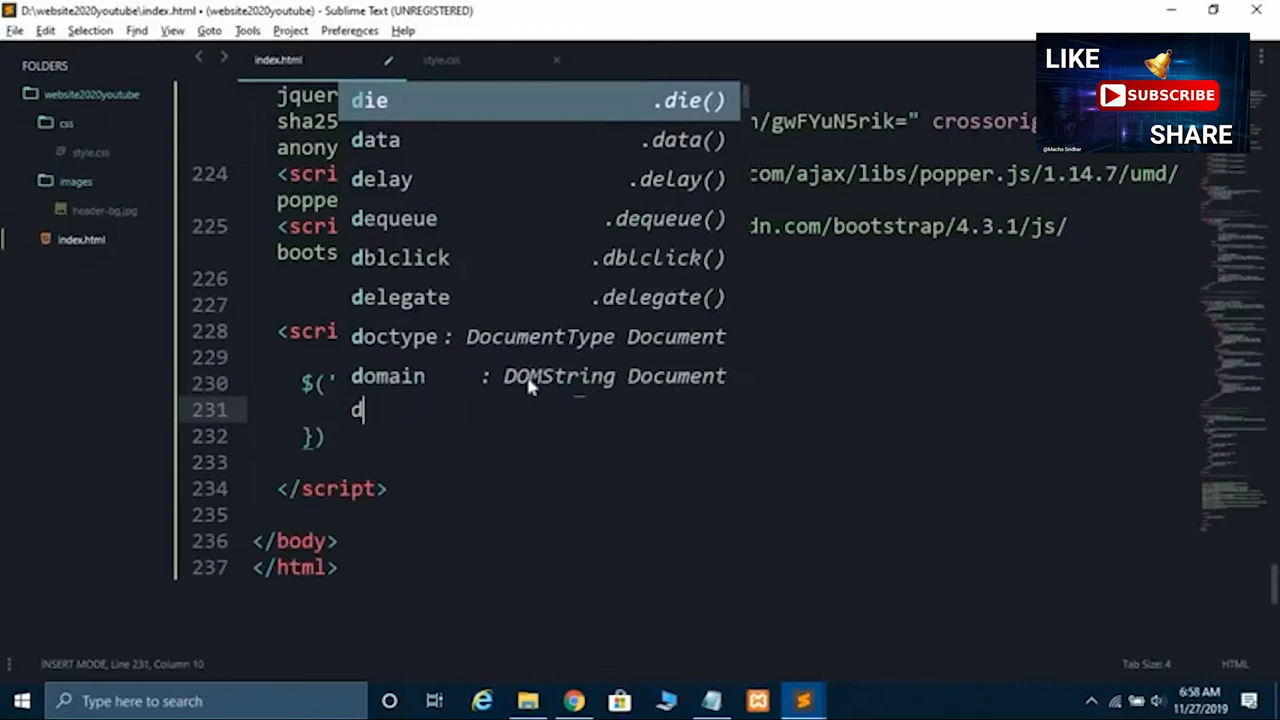 D:\website2020youtube\index.html • (website2020youtube) - Sublime Text (UNREGISTERED)
File Edit Selection Find View Goto Tools Project Preferences Help
FOLDERS
website2020youtube
css
style.css
images
header-bg.jpg
index.html
index.html
style.css
LIKE
SUBSCRIBE
SHARE
@Macha Sridhar
jquer
sha25 n/gwFYuN5rik=" crossorig
anony
224 <scri com/ajax/libs/popper.js/1.14.7/umd/
poppe
225 <scri dn.com/bootstrap/4.3.1/js/
boots
226
227
228 <scri
229
230 $('
231 d
232 })
233
234 </script>
235
236 </body>
237 </html>
die .die()
data .data()
delay .delay()
dequeue .dequeue()
dblclick .dblclick()
delegate .delegate()
doctype : DocumentType Document
domain : DOMString Document
INSERT MODE, Line 231, Column 10
Tab Size: 4
HTML
Type here to search
6:58 AM
11/27/2019